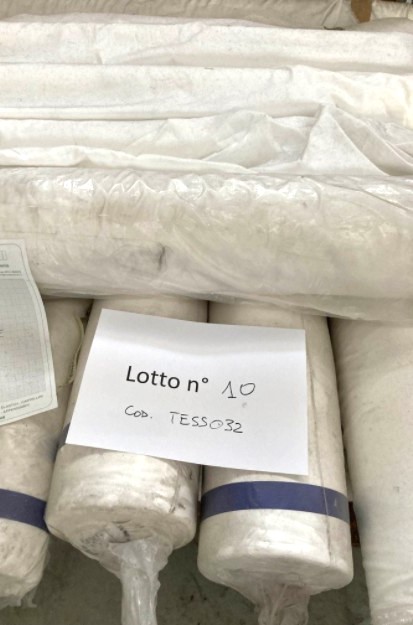 Lotto n° 10
COD. TESS032